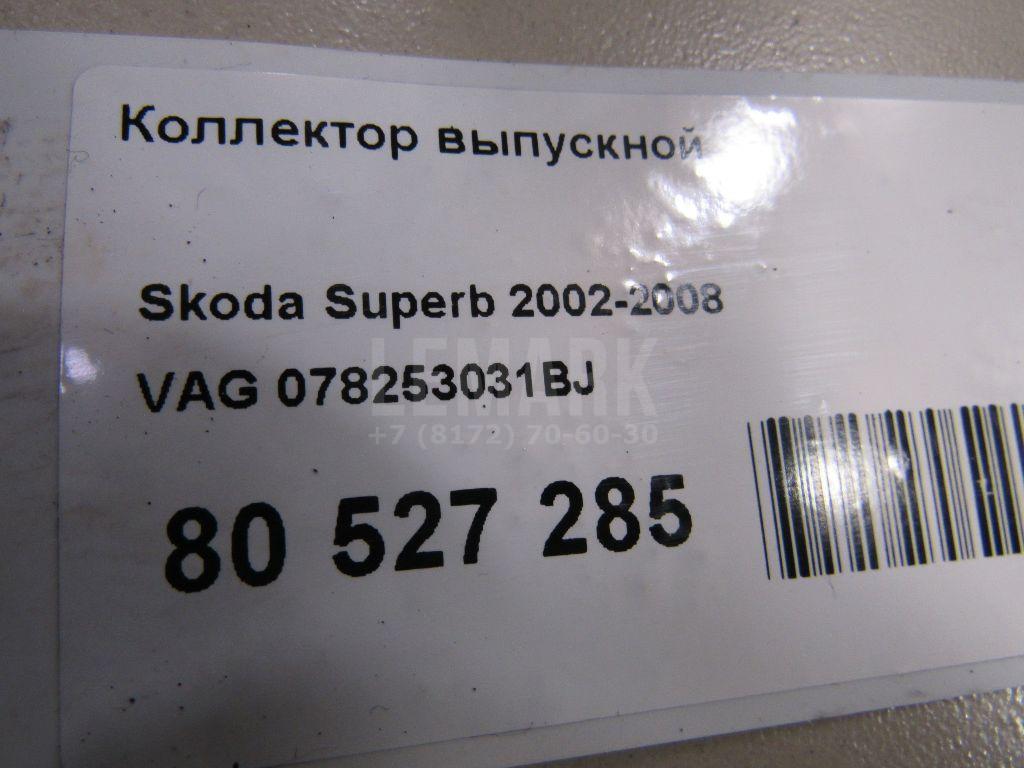 Коллектор выпускной
Skoda Superb 2002-2008
LEMARK
VAG 078253031BJ
+7 (8172) 70-60-30
80 527 285